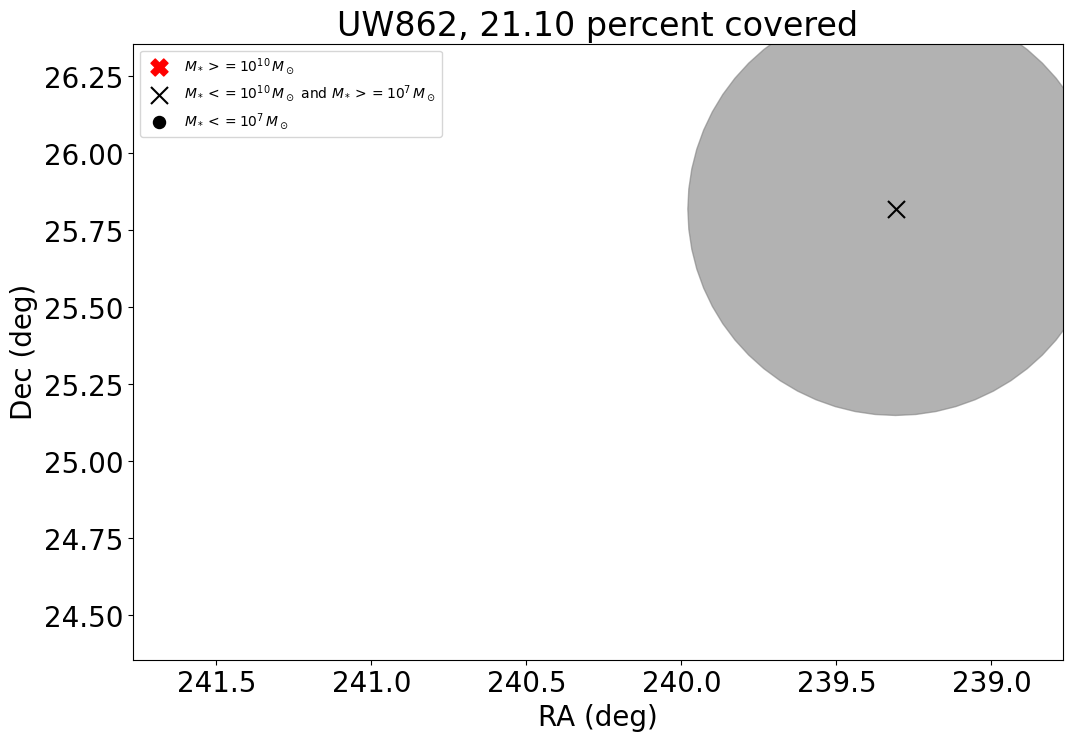 UW862, 21.10 percent covered
M* >= 10^10 M⊙
M* <= 10^10 M⊙ and M* >= 10^7 M⊙
M* <= 10^7 M⊙
26.25
26.00
25.75
25.50
25.25
25.00
24.75
24.50
Dec (deg)
241.5 241.0 240.5 240.0 239.5 239.0
RA (deg)